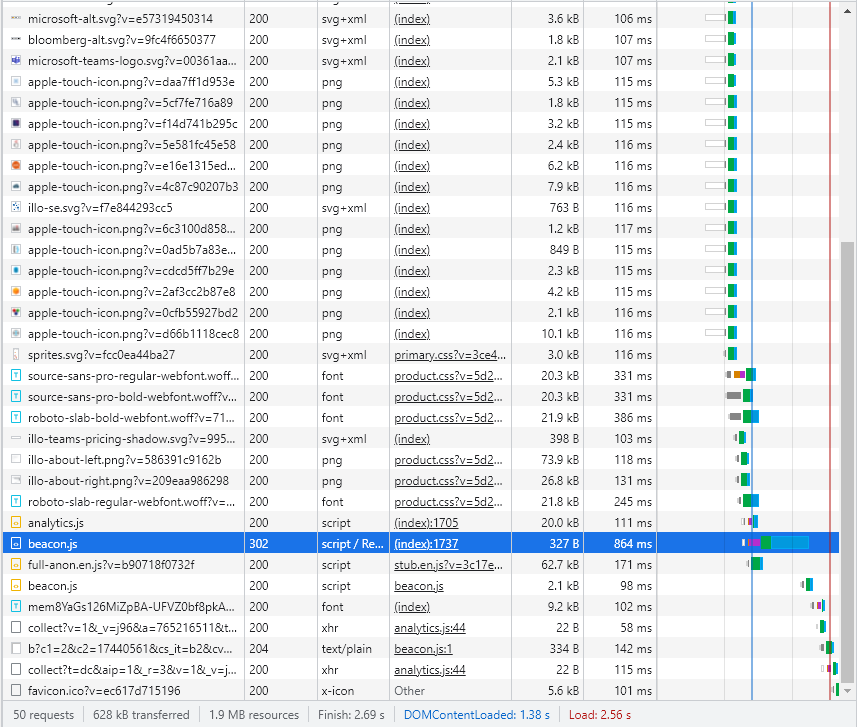 microsoft-alt.svg?v=e57319450314 200 svg+xml (index) 3.6 kB 106 ms
bloomberg-alt.svg?v=9fc4f6650377 200 svg+xml (index) 1.8 kB 107 ms
microsoft-teams-logo.svg?v=00361aa... 200 svg+xml (index) 2.1 kB 107 ms
apple-touch-icon.png?v=daa7ff1d953e 200 png (index) 5.3 kB 115 ms
apple-touch-icon.png?v=5cf7fe716a89 200 png (index) 1.8 kB 115 ms
apple-touch-icon.png?v=f14d741b295c 200 png (index) 3.2 kB 115 ms
apple-touch-icon.png?v=5e581fc45e58 200 png (index) 2.4 kB 115 ms
apple-touch-icon.png?v=e16e1315ed... 200 png (index) 6.2 kB 116 ms
apple-touch-icon.png?v=4c87c90207b3 200 png (index) 7.9 kB 116 ms
illo-se.svg?v=f7e844293cc5 200 svg+xml (index) 763 B 116 ms
apple-touch-icon.png?v=6c3100d858... 200 png (index) 1.2 kB 117 ms
apple-touch-icon.png?v=0ad5b7a83e... 200 png (index) 849 B 115 ms
apple-touch-icon.png?v=cdcd5ff7b29e 200 png (index) 2.3 kB 115 ms
apple-touch-icon.png?v=2af3cc2b87e8 200 png (index) 4.2 kB 115 ms
apple-touch-icon.png?v=0cfb55927bd2 200 png (index) 2.1 kB 116 ms
apple-touch-icon.png?v=d66b1118cec8 200 png (index) 10.1 kB 116 ms
sprites.svg?v=fcc0ea44ba27 200 svg+xml primary.css?v=3ce4... 3.0 kB 116 ms
source-sans-pro-regular-webfont.woff... 200 font product.css?v=5d2... 20.3 kB 331 ms
source-sans-pro-bold-webfont.woff?v... 200 font product.css?v=5d2... 20.3 kB 331 ms
roboto-slab-bold-webfont.woff?v=71... 200 font product.css?v=5d2... 21.9 kB 386 ms
illo-teams-pricing-shadow.svg?v=995... 200 svg+xml (index) 398 B 103 ms
illo-about-left.png?v=586391c9162b 200 png product.css?v=5d2... 73.9 kB 118 ms
illo-about-right.png?v=209eaa986298 200 png product.css?v=5d2... 26.8 kB 131 ms
roboto-slab-regular-webfont.woff?v=... 200 font product.css?v=5d2... 21.8 kB 245 ms
analytics.js 200 script (index):1705 20.0 kB 111 ms
beacon.js 302 script / Re... (index):1737 327 B 864 ms
full-anon.en.js?v=b90718f0732f 200 script stub.en.js?v=3c17e... 62.7 kB 171 ms
beacon.js 200 script beacon.js 2.1 kB 98 ms
mem8YaGs126MiZpBA-UFVZ0bf8pkA... 200 font (index) 9.2 kB 102 ms
collect?v=1&_v=j96&a=765216511&t... 200 xhr analytics.js:44 22 B 58 ms
b?c1=2&c2=17440561&cs_it=b2&cv... 204 text/plain beacon.js:1 334 B 142 ms
collect?t=dc&aip=1&_r=3&v=1&_v=j... 200 xhr analytics.js:44 22 B 115 ms
favicon.ico?v=ec617d715196 200 x-icon Other 5.6 kB 101 ms
50 requests 628 kB transferred 1.9 MB resources Finish: 2.69 s DOMContentLoaded: 1.38 s Load: 2.56 s